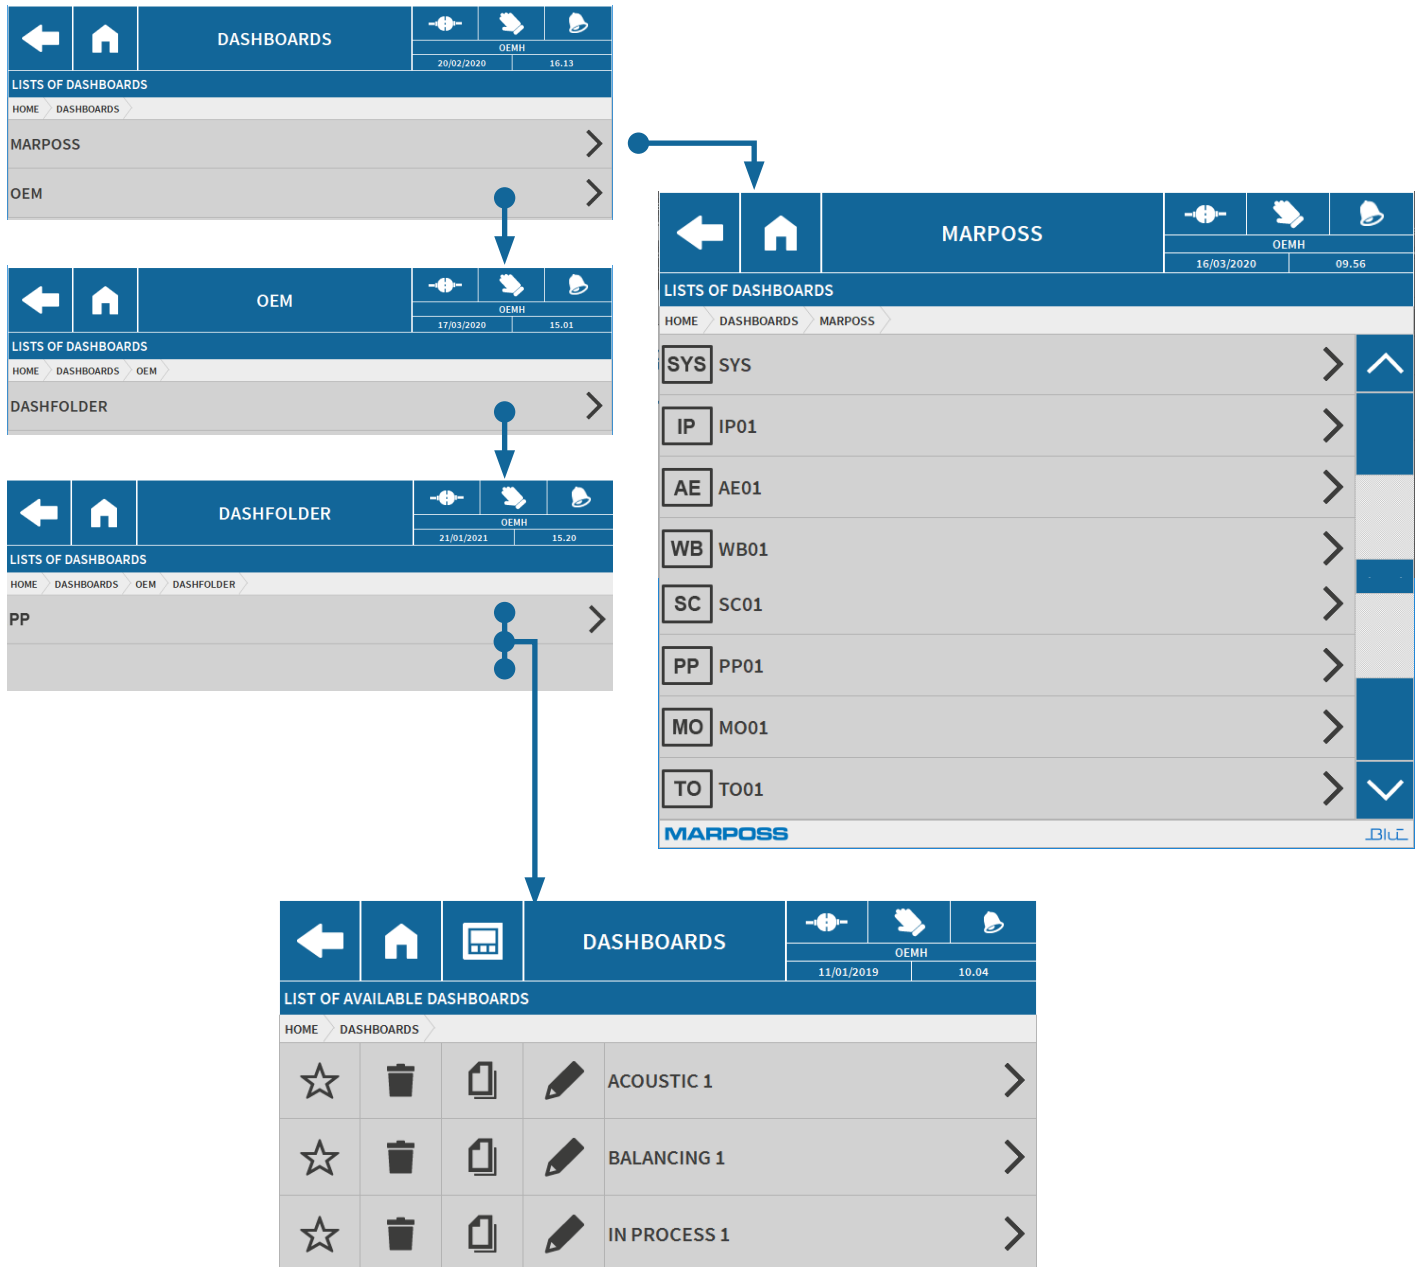 DASHBOARDS
OEMH
20/02/2020 16.13
LISTS OF DASHBOARDS
HOME DASHBOARDS
MARPOSS
OEM
OEM
OEMH
17/03/2020 15.01
LISTS OF DASHBOARDS
HOME DASHBOARDS OEM
DASHFOLDER
DASHFOLDER
OEMH
21/01/2021 15.20
LISTS OF DASHBOARDS
HOME DASHBOARDS OEM DASHFOLDER
PP
MARPOSS
OEMH
16/03/2020 09.56
LISTS OF DASHBOARDS
HOME DASHBOARDS MARPOSS
SYS SYS
IP IP01
AE AE01
WB WB01
SC SC01
PP PP01
MO MO01
TO TO01
MARPOSS BLÚ
DASHBOARDS
OEMH
11/01/2019 10.04
LIST OF AVAILABLE DASHBOARDS
HOME DASHBOARDS
ACOUSTIC 1
BALANCING 1
IN PROCESS 1